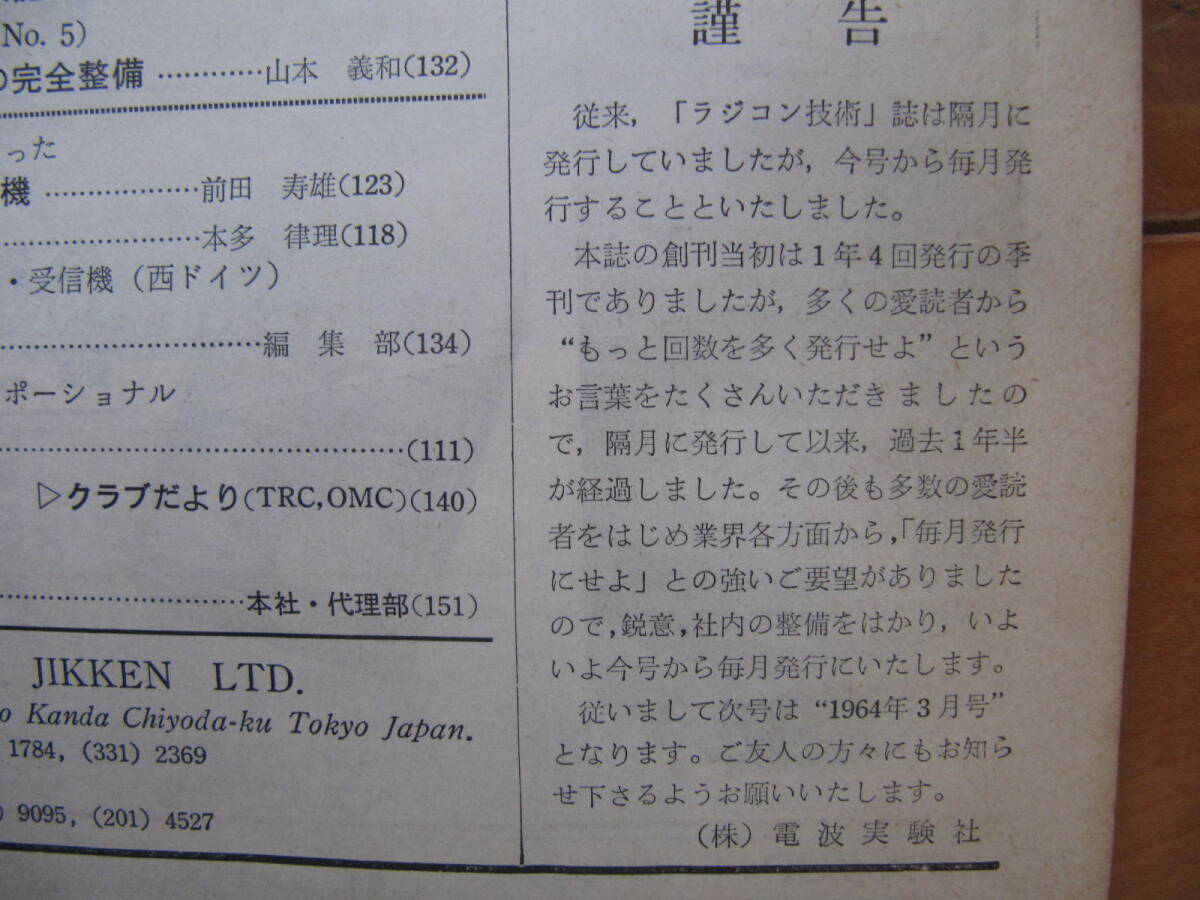 No. 5)
の完全整備 …………山本 義和(132)
った
機 ………………前田 寿雄(123)
………………本多 律理(118)
・受信機(西ドイツ)
……………………編 集 部(134)
ポーショナル
………………………………(111)
▷クラブだより(TRC,OMC)(140)
…………………本社・代理部(151)
JIKKEN LTD.
o Kanda Chiyoda-ku Tokyo Japan.
1784, (331) 2369
) 9095, (201) 4527
謹 告
従来,「ラジコン技術」誌は隔月に
発行していましたが, 今号から毎月発
行することといたしました。
本誌の創刊当初は1年4回発行の季
刊でありましたが, 多くの愛読者から
“もっと回数を多く発行せよ” という
お言葉をたくさんいただきましたの
で, 隔月に発行して以来, 過去1年半
が経過しました。その後も多数の愛読
者をはじめ業界各方面から,「毎月発行
にせよ」との強いご要望がありました
ので,鋭意,社内の整備をはかり, いよ
いよ今号から毎月発行にいたします。
従いまして次号は “1964年3月号”
となります。ご友人の方々にもお知ら
せ下さるようお願いいたします。
(株) 電波実験社